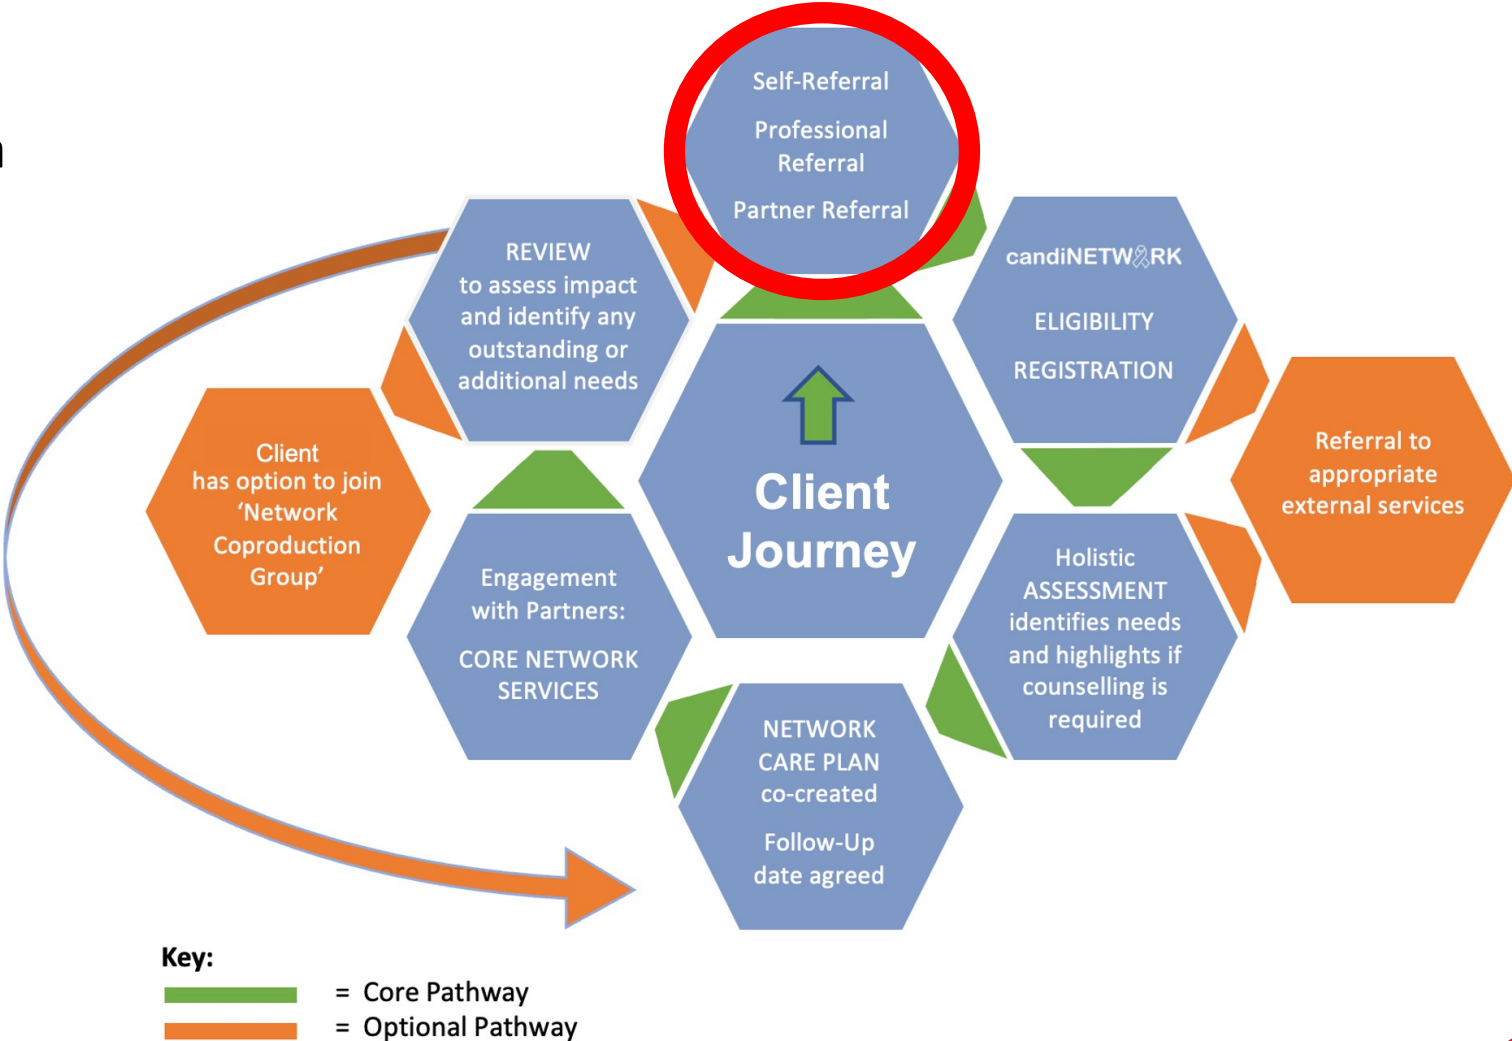 Self-Referral
Professional
Referral
Partner Referral
candiNETWORK
ELIGIBILITY
REGISTRATION
REVIEW
to assess impact
and identify any
outstanding or
additional needs
Client
Journey
Referral to
appropriate
external services
Client
has option to join
‘Network
Coproduction
Group’
Holistic
ASSESSMENT
identifies needs
and highlights if
counselling is
required
Engagement
with Partners:
CORE NETWORK
SERVICES
NETWORK
CARE PLAN
co-created
Follow-Up
date agreed
Key:
= Core Pathway
= Optional Pathway